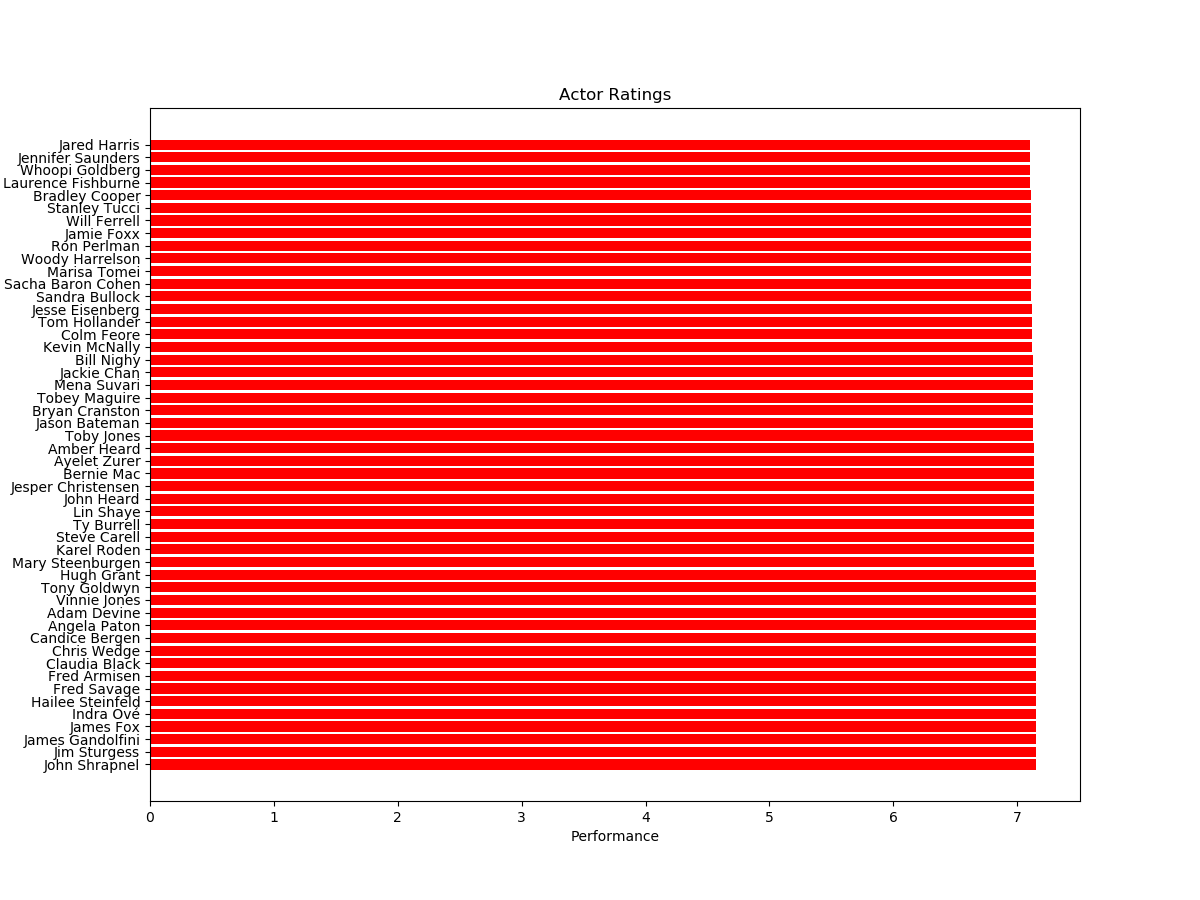 Actor Ratings
Jared Harris
Jennifer Saunders
Whoopi Goldberg
Laurence Fishburne
Bradley Cooper
Stanley Tucci
Will Ferrell
Jamie Foxx
Ron Perlman
Woody Harrelson
Marisa Tomei
Sacha Baron Cohen
Sandra Bullock
Jesse Eisenberg
Tom Hollander
Colm Feore
Kevin McNally
Bill Nighy
Jackie Chan
Mena Suvari
Tobey Maguire
Bryan Cranston
Jason Bateman
Toby Jones
Amber Heard
Ayelet Zurer
Bernie Mac
Jesper Christensen
John Heard
Lin Shaye
Ty Burrell
Steve Carell
Karel Roden
Mary Steenburgen
Hugh Grant
Tony Goldwyn
Vinnie Jones
Adam Devine
Angela Paton
Candice Bergen
Chris Wedge
Claudia Black
Fred Armisen
Fred Savage
Hailee Steinfeld
Indra Ové
James Fox
James Gandolfini
Jim Sturgess
John Shrapnel
0 1 2 3 4 5 6 7
Performance